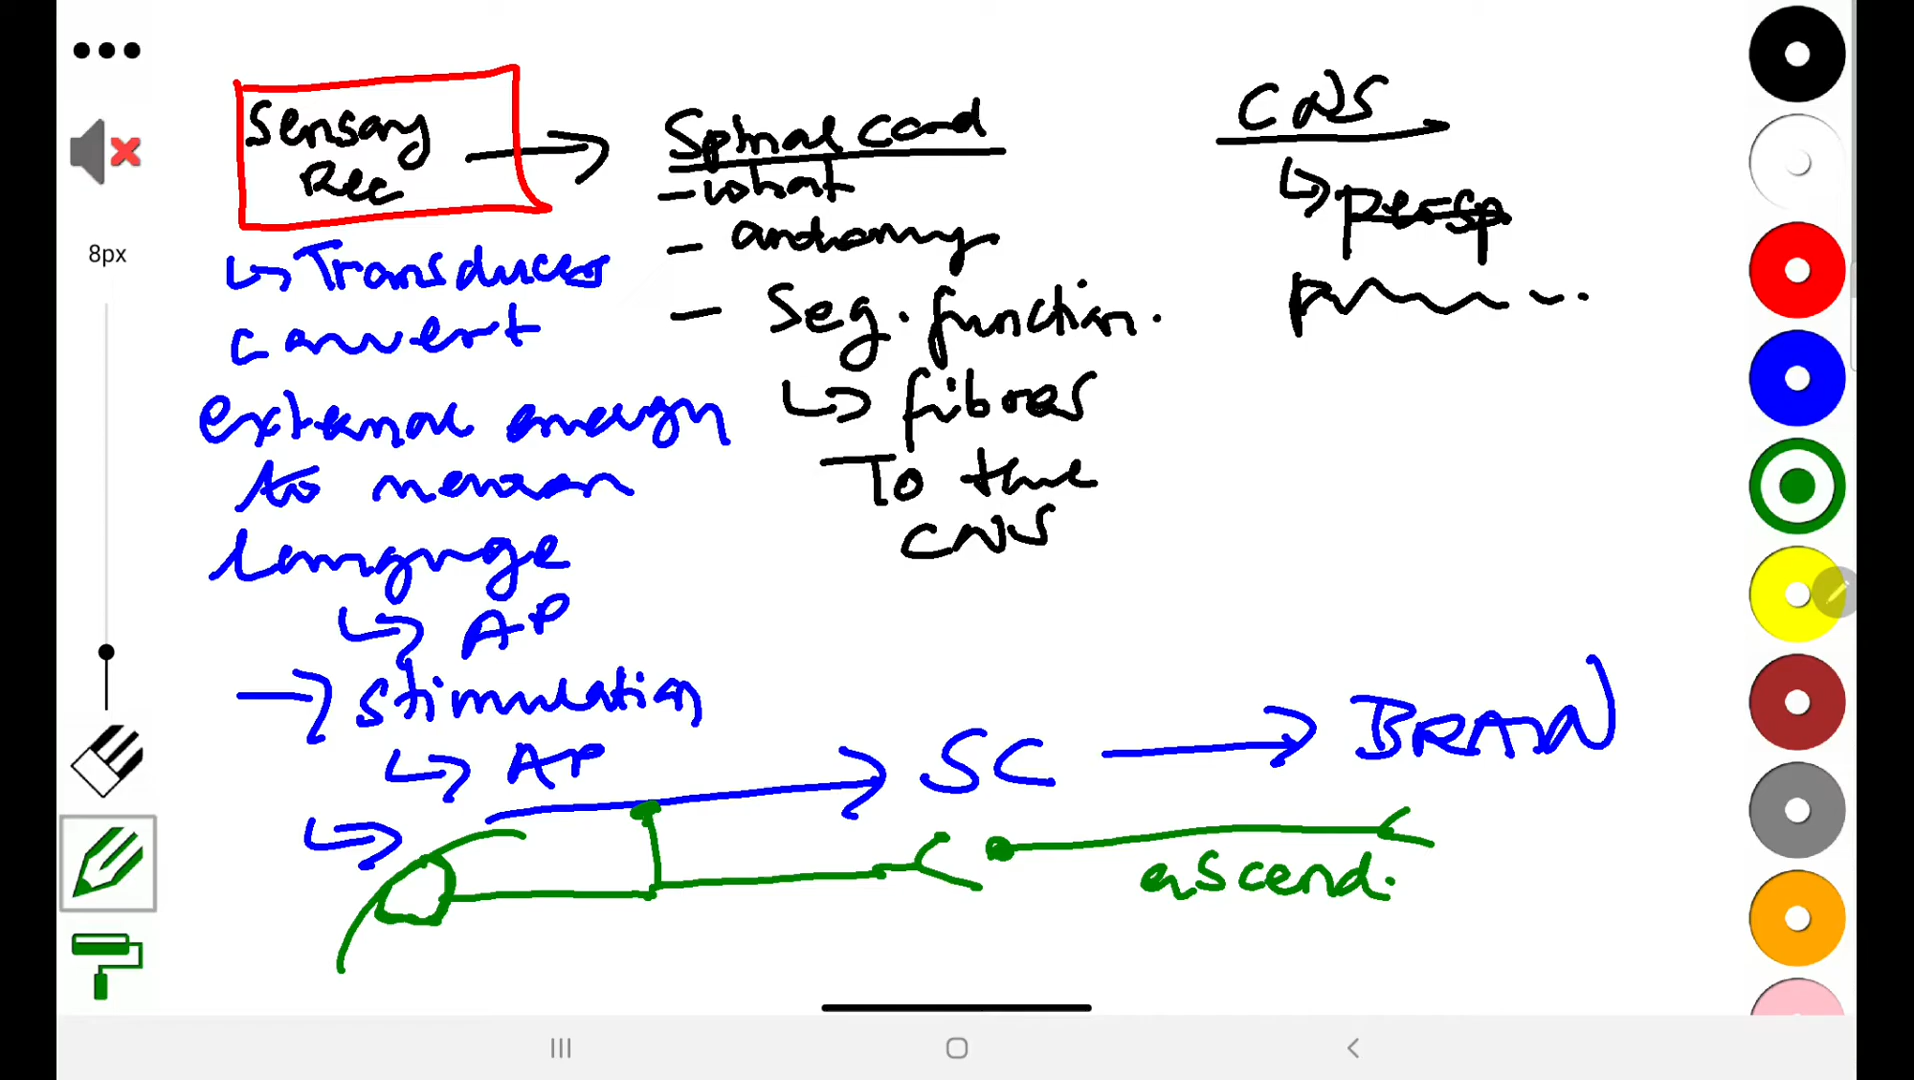 8px
Sensory
Rec
↳ Transducer
convert
external energy
to neuron
language
↳ AP
→ stimulation
↳ AP
Spinal Cord
- what
- anatomy
- Seg. function.
↳ fibres
To the
CNS
CNS
↳ persp
SC → BRAIN
ascend.